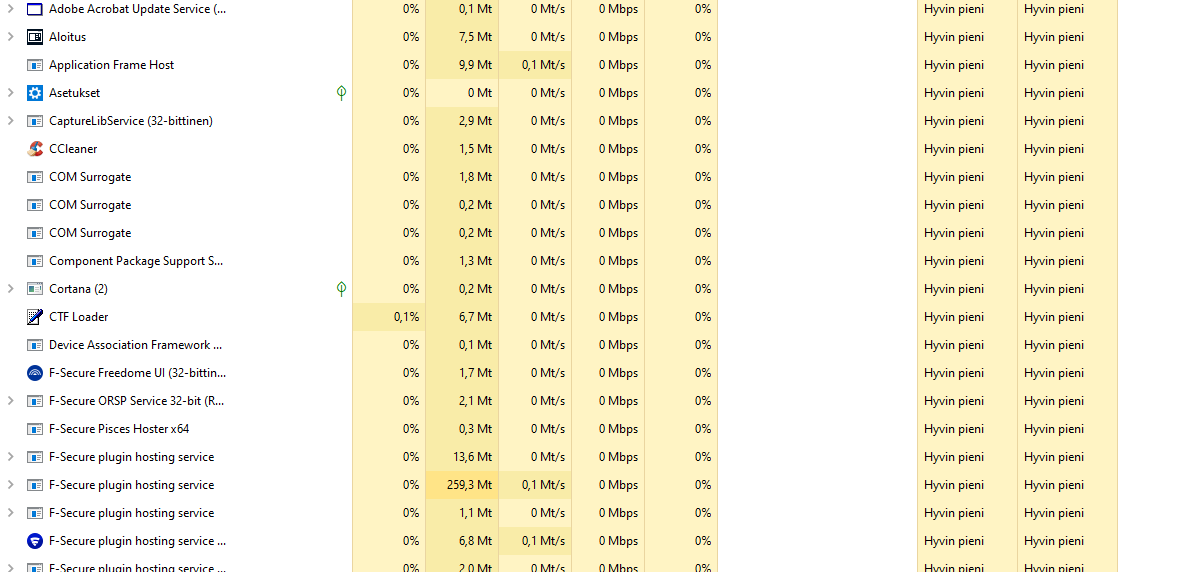 Adobe Acrobat Update Service (... 0% 0,1 Mt 0 Mt/s 0 Mbps 0% Hyvin pieni Hyvin pieni
Aloitus 0% 7,5 Mt 0 Mt/s 0 Mbps 0% Hyvin pieni Hyvin pieni
Application Frame Host 0% 9,9 Mt 0,1 Mt/s 0 Mbps 0% Hyvin pieni Hyvin pieni
Asetukset 0% 0 Mt 0 Mt/s 0 Mbps 0% Hyvin pieni Hyvin pieni
CaptureLibService (32-bittinen) 0% 2,9 Mt 0 Mt/s 0 Mbps 0% Hyvin pieni Hyvin pieni
CCleaner 0% 1,5 Mt 0 Mt/s 0 Mbps 0% Hyvin pieni Hyvin pieni
COM Surrogate 0% 1,8 Mt 0 Mt/s 0 Mbps 0% Hyvin pieni Hyvin pieni
COM Surrogate 0% 0,2 Mt 0 Mt/s 0 Mbps 0% Hyvin pieni Hyvin pieni
COM Surrogate 0% 0,2 Mt 0 Mt/s 0 Mbps 0% Hyvin pieni Hyvin pieni
Component Package Support S... 0% 1,3 Mt 0 Mt/s 0 Mbps 0% Hyvin pieni Hyvin pieni
Cortana (2) 0% 0,2 Mt 0 Mt/s 0 Mbps 0% Hyvin pieni Hyvin pieni
CTF Loader 0,1% 6,7 Mt 0 Mt/s 0 Mbps 0% Hyvin pieni Hyvin pieni
Device Association Framework ... 0% 0,1 Mt 0 Mt/s 0 Mbps 0% Hyvin pieni Hyvin pieni
F-Secure Freedome UI (32-bittin... 0% 1,7 Mt 0 Mt/s 0 Mbps 0% Hyvin pieni Hyvin pieni
F-Secure ORSP Service 32-bit (R... 0% 2,1 Mt 0 Mt/s 0 Mbps 0% Hyvin pieni Hyvin pieni
F-Secure Pisces Hoster x64 0% 0,3 Mt 0 Mt/s 0 Mbps 0% Hyvin pieni Hyvin pieni
F-Secure plugin hosting service 0% 13,6 Mt 0 Mt/s 0 Mbps 0% Hyvin pieni Hyvin pieni
F-Secure plugin hosting service 0% 259,3 Mt 0,1 Mt/s 0 Mbps 0% Hyvin pieni Hyvin pieni
F-Secure plugin hosting service 0% 1,1 Mt 0 Mt/s 0 Mbps 0% Hyvin pieni Hyvin pieni
F-Secure plugin hosting service ... 0% 6,8 Mt 0,1 Mt/s 0 Mbps 0% Hyvin pieni Hyvin pieni
F-Secure plugin hosting service ... 0% 2,0 Mt 0 Mt/s 0 Mbps 0% Hyvin pieni Hyvin pieni